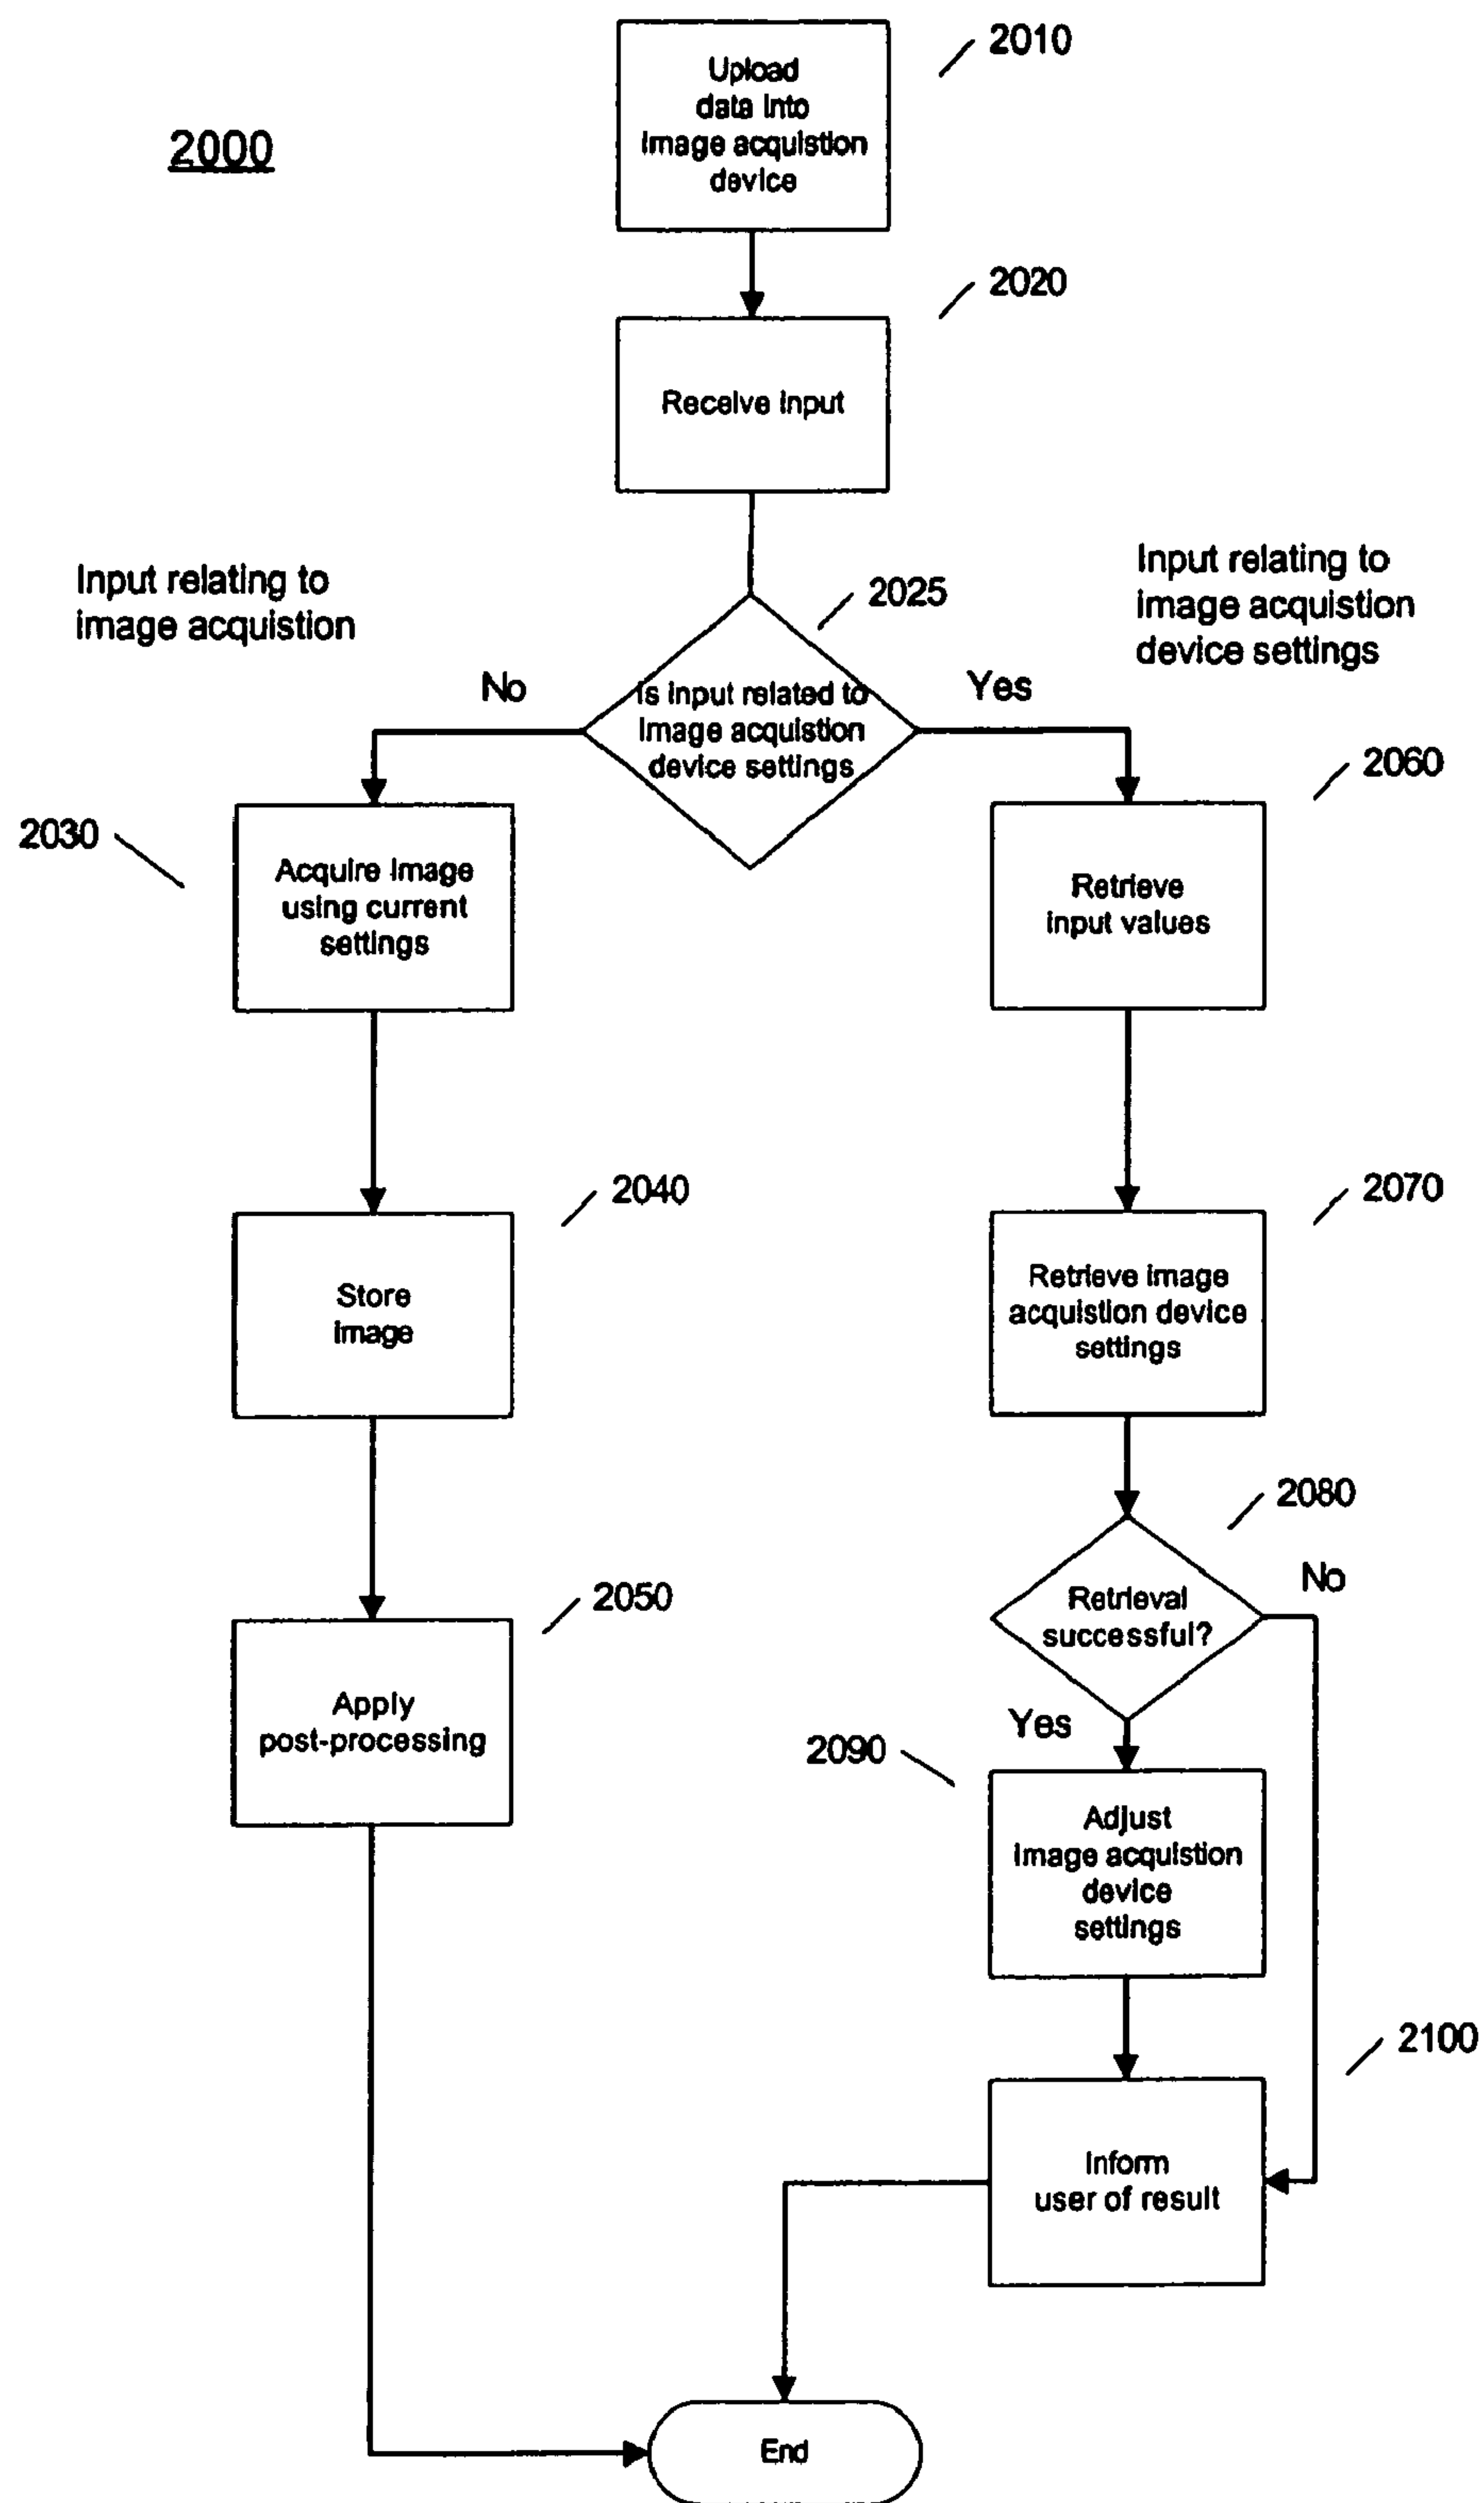 2010
Upload
data into
image acquistion
device
2000
2020
Receive input
Input relating to
image acquistion
Input relating to
image acquistion
device settings
2025
No
Yes
Is input related to
image acquistion
device settings
2060
2030
Acquire image
using current
settings
Retrieve
input values
2040
2070
Store
image
Retrieve image
acquistion device
settings
2080
No
2050
Retrieval
successful?
Apply
post-processing
Yes
2090
Adjust
image acquistion
device
settings
2100
Inform
user of result
End